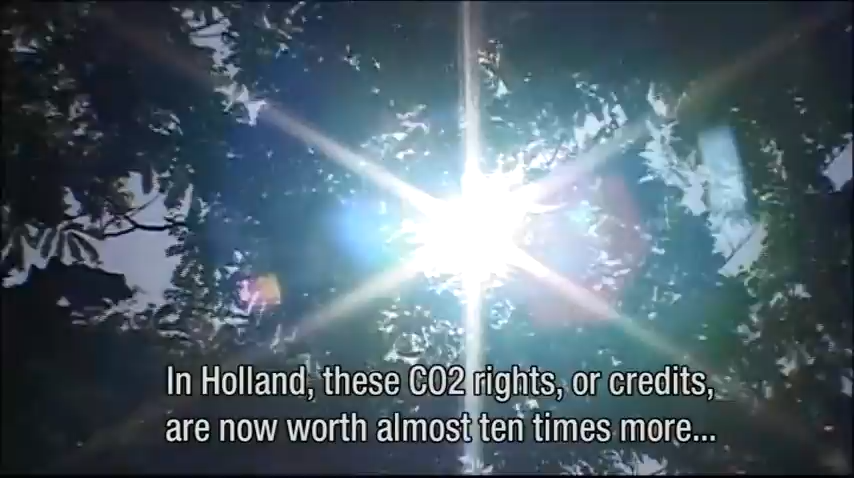 In Holland, these CO2 rights, or credits,
are now worth almost ten times more...